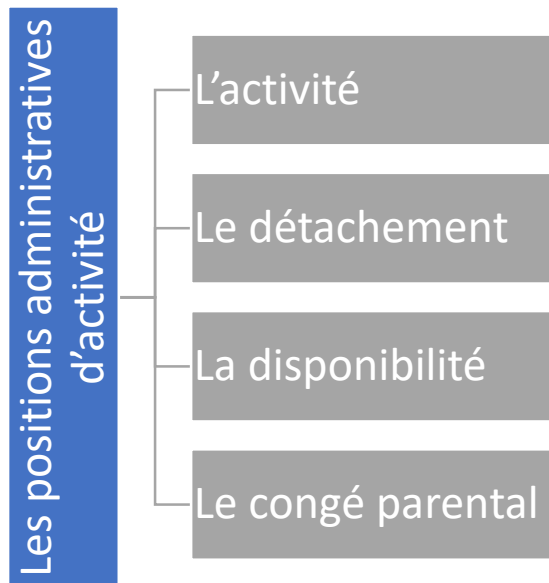 Les positions administratives
d’activité
L’activité
Le détachement
La disponibilité
Le congé parental